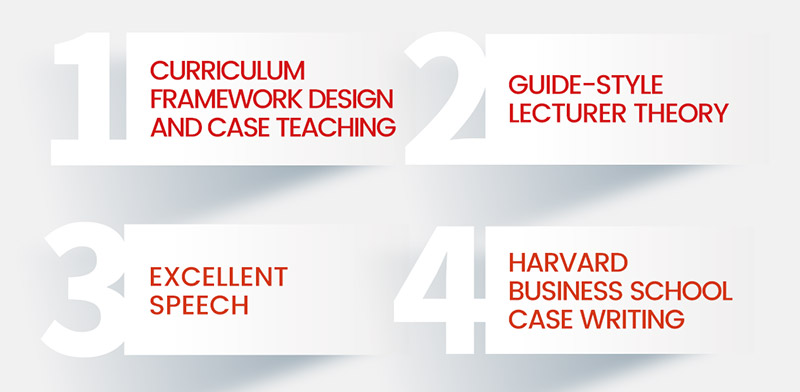 1
CURRICULUM
FRAMEWORK DESIGN
AND CASE TEACHING
2
GUIDE-STYLE
LECTURER THEORY
3
EXCELLENT
SPEECH
4
HARVARD
BUSINESS SCHOOL
CASE WRITING